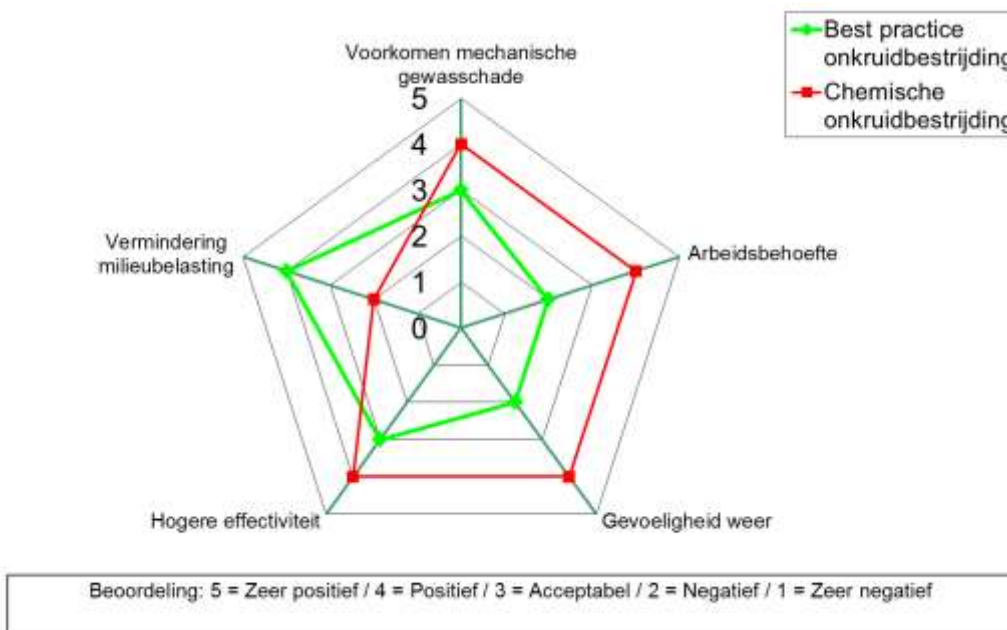 Best practice
onkruidbestrijding
Chemische
onkruidbestrijding
Voorkomen mechanische
gewasschade
5
4
3
2
1
0
Arbeidsbehoefte
Vermindering
milieubelasting
Hogere effectiviteit
Gevoeligheid weer
Beoordeling: 5 = Zeer positief / 4 = Positief / 3 = Acceptabel / 2 = Negatief / 1 = Zeer negatief